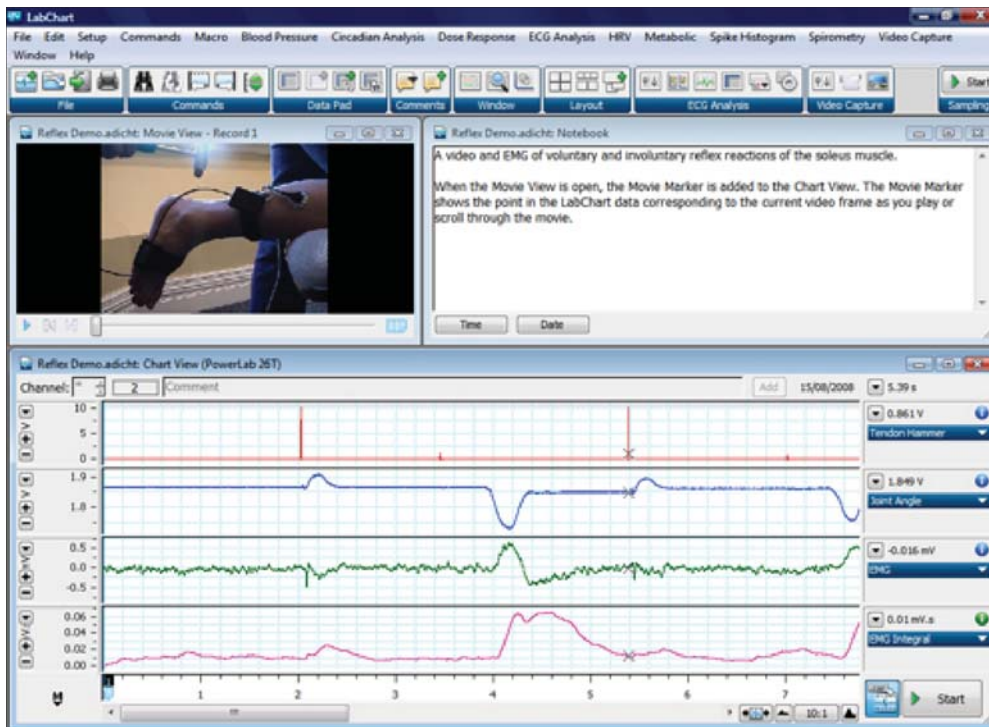 LabChart
File Edit Setup Commands Macro Blood Pressure Circadian Analysis Dose Response ECG Analysis HRV Metabolic Spike Histogram Spirometry Video Capture
Window Help
Start
File Commands Data Pad Comments Window Layout ECG Analysis Video Capture Sampling
Reflex Demo.adicht: Movie View - Record 1
Reflex Demo.adicht: Notebook
A video and EMG of voluntary and involuntary reflex reactions of the soleus muscle.
When the Movie View is open, the Movie Marker is added to the Chart View. The Movie Marker
shows the point in the LabChart data corresponding to the current video frame as you play or
scroll through the movie.
Time Date
Reflex Demo.adicht: Chart View (PowerLab 26T)
Channel: 2 Comment Add 15/08/2008 5.39 s
10
5
0
V
0.861 V
Tendon Hammer
1.9
1.8
V
1.849 V
Joint Angle
0.5
0.0
-0.5
mV
-0.016 mV
EMG
0.06
0.04
0.02
0.00
0.01 mV.s
EMG Integral
1 2 3 4 5 6 7
M
10:1
Start